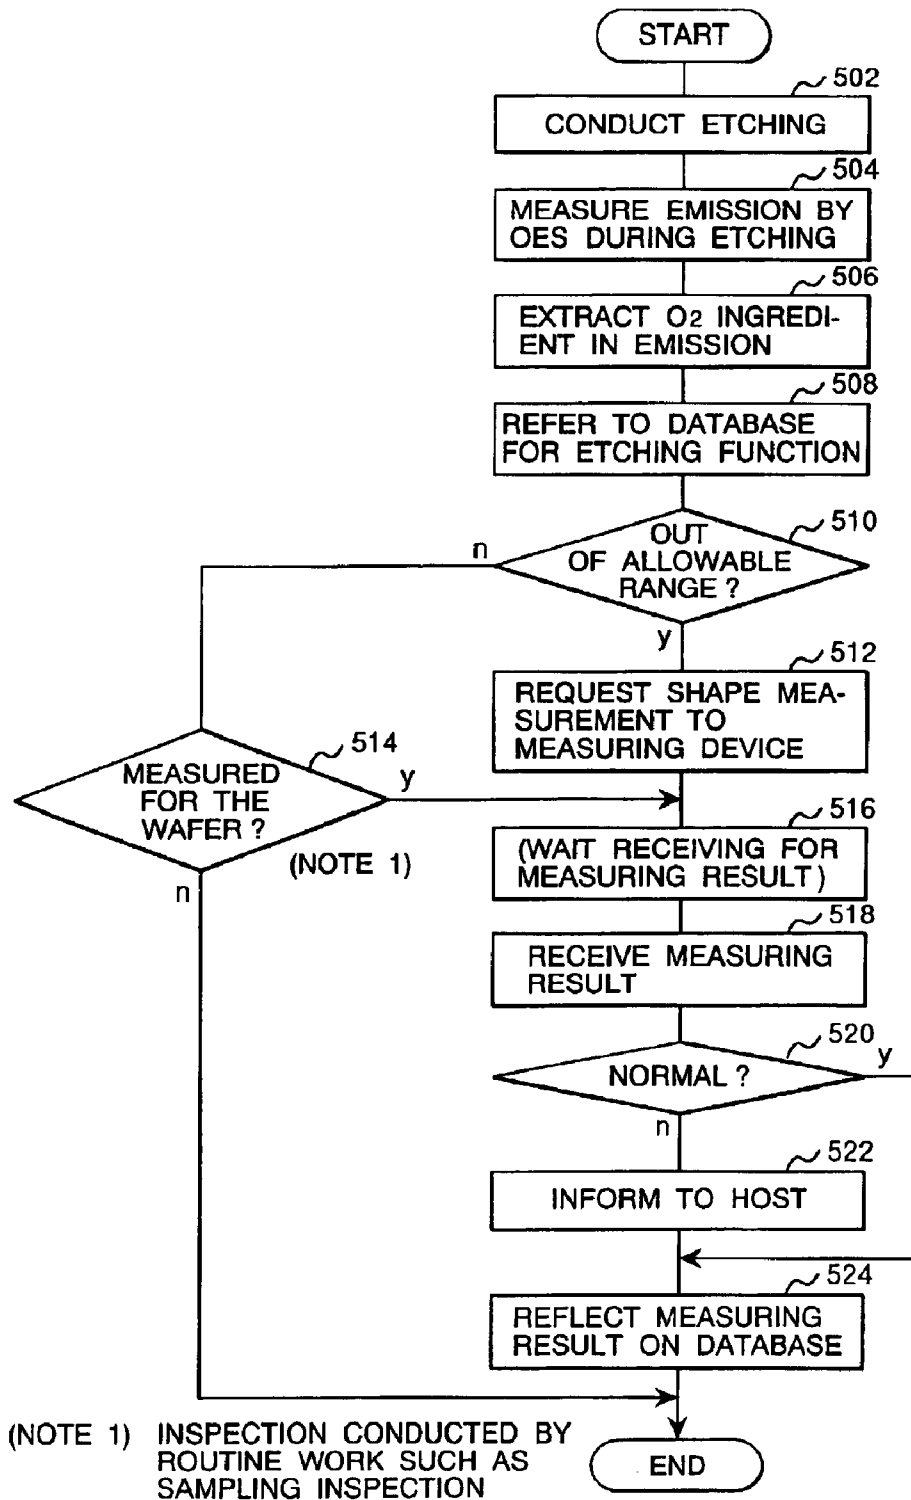 START
502
CONDUCT ETCHING
504
MEASURE EMISSION BY
OES DURING ETCHING
506
EXTRACT O2 INGREDI-
ENT IN EMISSION
508
REFER TO DATABASE
FOR ETCHING FUNCTION
510
OUT
OF ALLOWABLE
RANGE ?
n
y
512
REQUEST SHAPE MEA-
SUREMENT TO
MEASURING DEVICE
514
MEASURED
FOR THE
WAFER ?
y
(NOTE 1)
n
516
(WAIT RECEIVING FOR
MEASURING RESULT)
518
RECEIVE MEASURING
RESULT
520
NORMAL ?
y
n
522
INFORM TO HOST
524
REFLECT MEASURING
RESULT ON DATABASE
(NOTE 1) INSPECTION CONDUCTED BY
ROUTINE WORK SUCH AS
SAMPLING INSPECTION
END